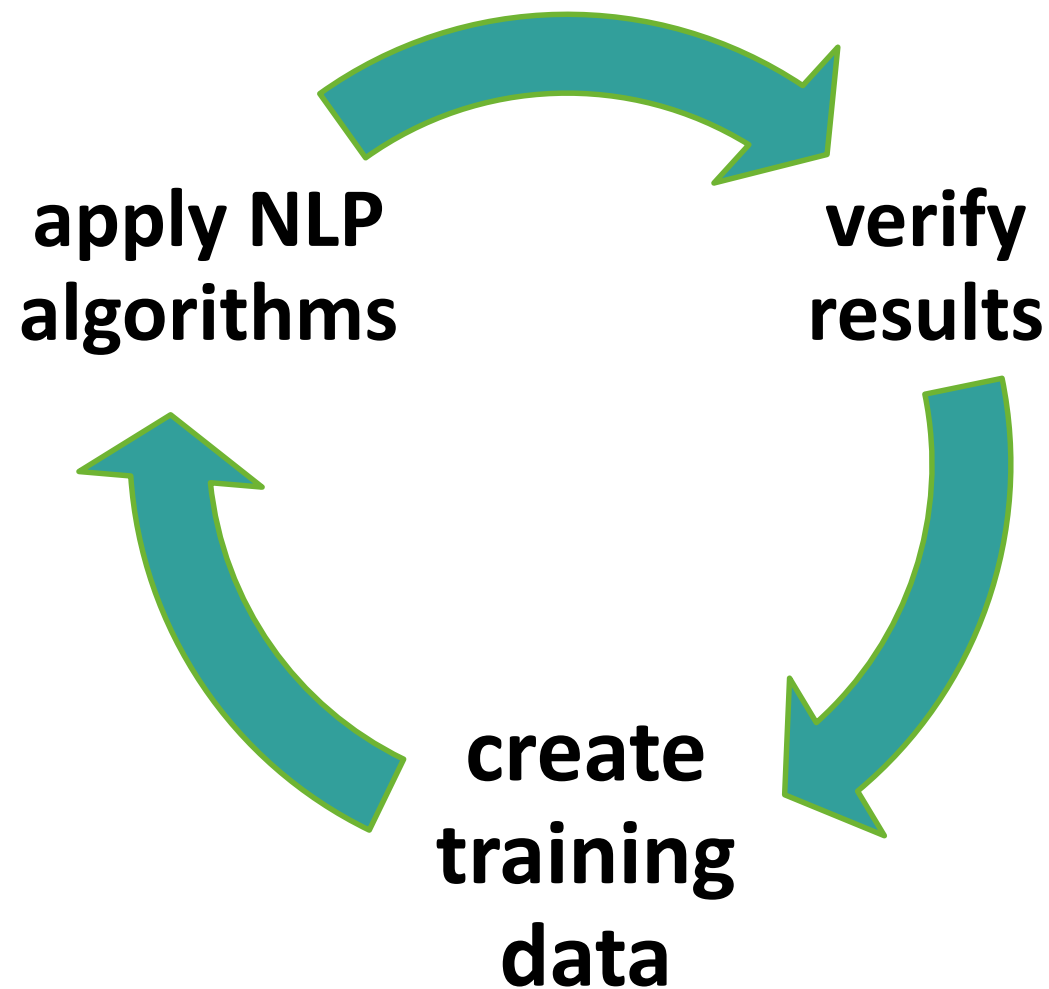 apply NLP
algorithms
verify
results
create
training
data